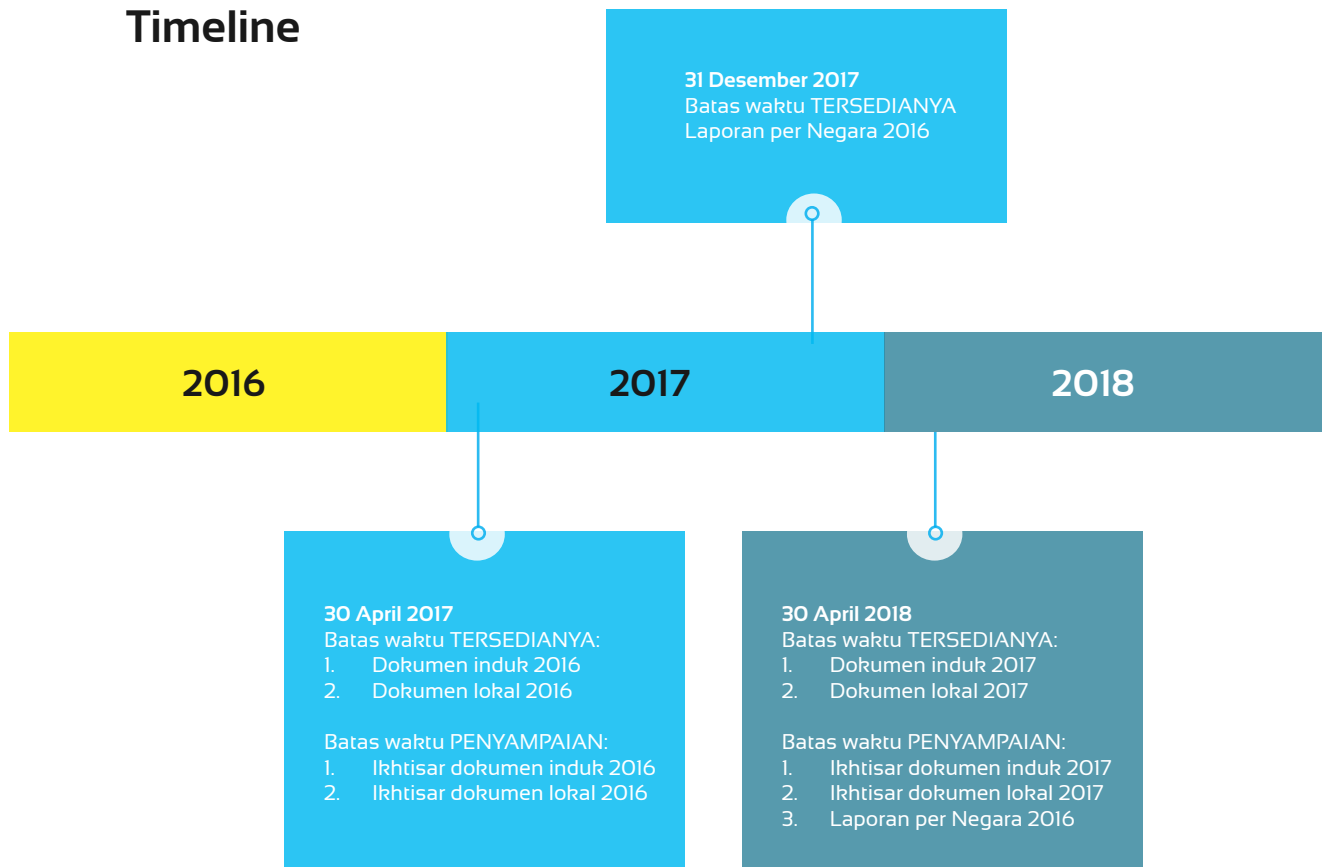 Timeline
31 Desember 2017
Batas waktu TERSEDIANYA
Laporan per Negara 2016
2016
2017
2018
30 April 2017
Batas waktu TERSEDIANYA:
1. Dokumen induk 2016
2. Dokumen lokal 2016
Batas waktu PENYAMPAIAN:
1. Ikhtisar dokumen induk 2016
2. Ikhtisar dokumen lokal 2016
30 April 2018
Batas waktu TERSEDIANYA:
1. Dokumen induk 2017
2. Dokumen lokal 2017
Batas waktu PENYAMPAIAN:
1. Ikhtisar dokumen induk 2017
2. Ikhtisar dokumen lokal 2017
3. Laporan per Negara 2016